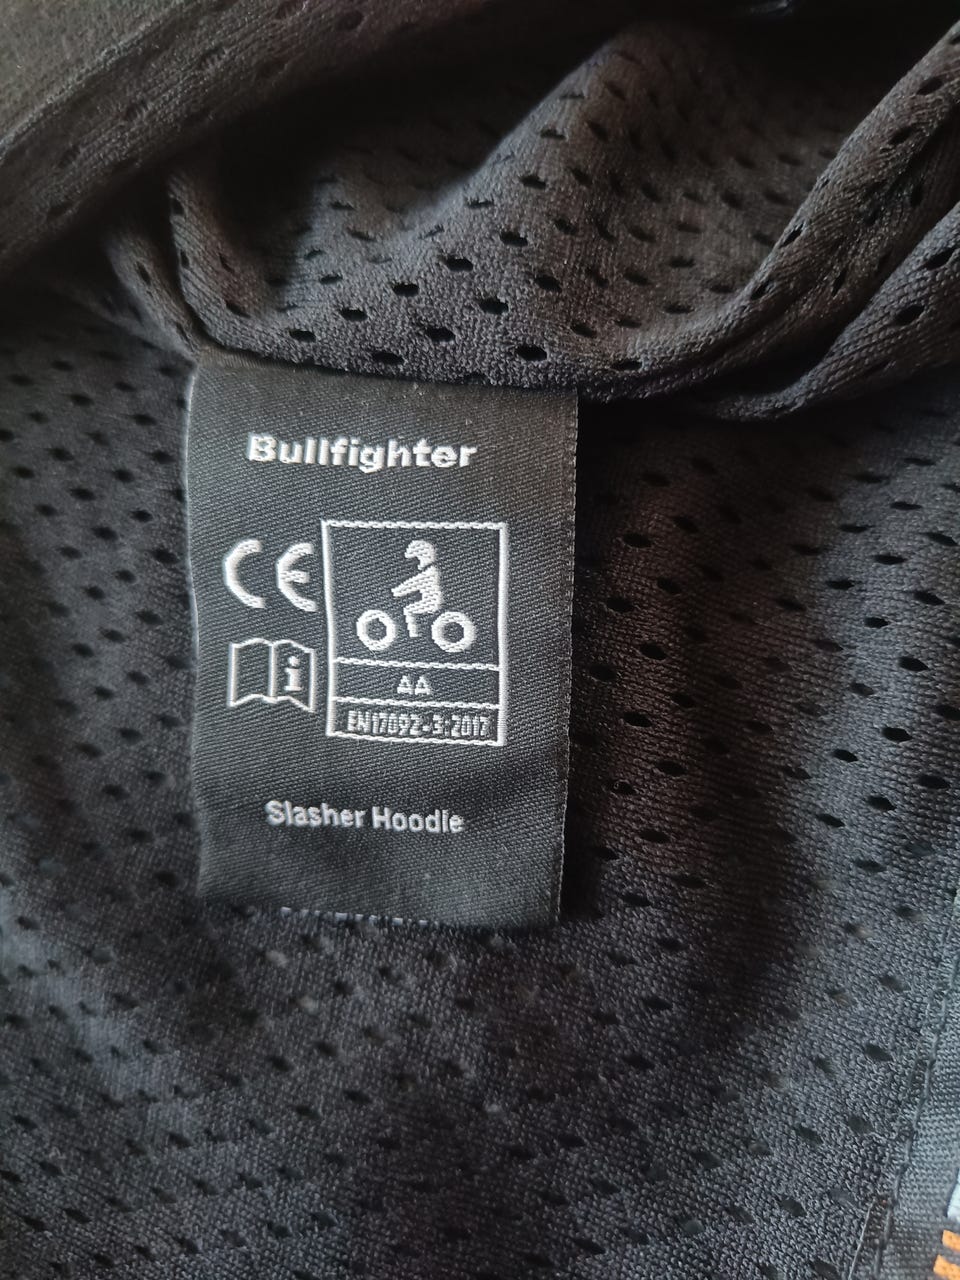 Bullfighter
CE
i
AA
EN17092-3:2017
Slasher Hoodie